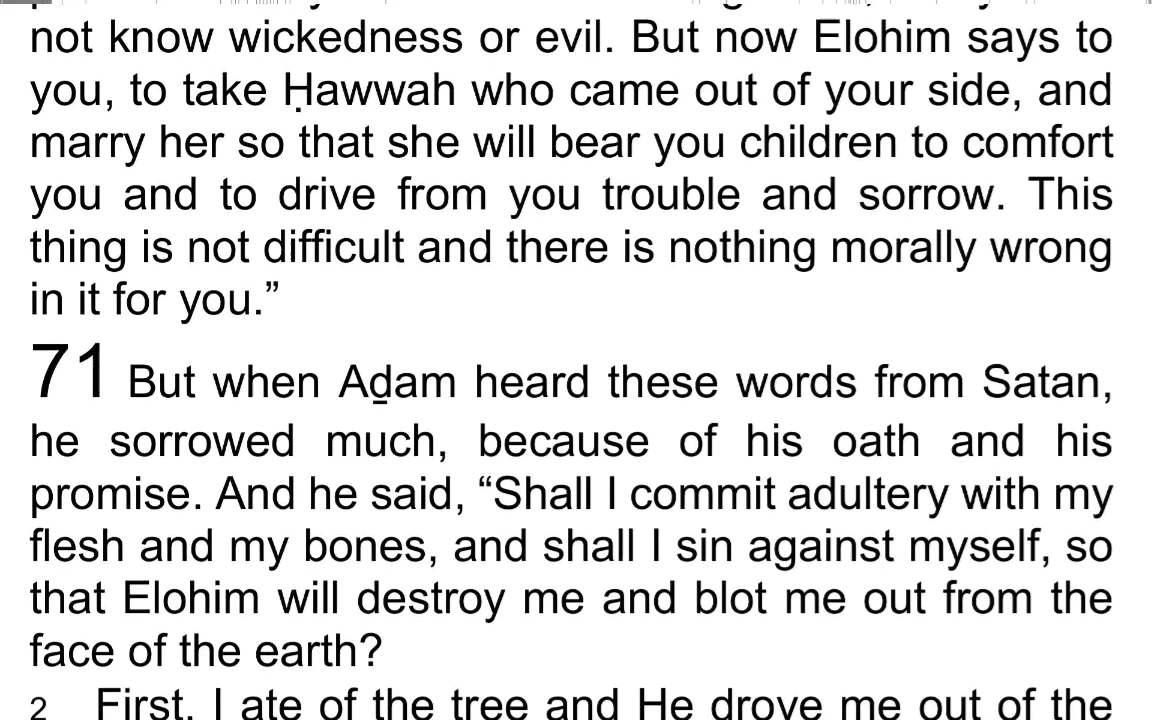 not know wickedness or evil. But now Elohim says to
you, to take Ḥawwah who came out of your side, and
marry her so that she will bear you children to comfort
you and to drive from you trouble and sorrow. This
thing is not difficult and there is nothing morally wrong
in it for you.”
71 But when Aḏam heard these words from Satan,
he sorrowed much, because of his oath and his
promise. And he said, “Shall I commit adultery with my
flesh and my bones, and shall I sin against myself, so
that Elohim will destroy me and blot me out from the
face of the earth?
2 First, I ate of the tree and He drove me out of the